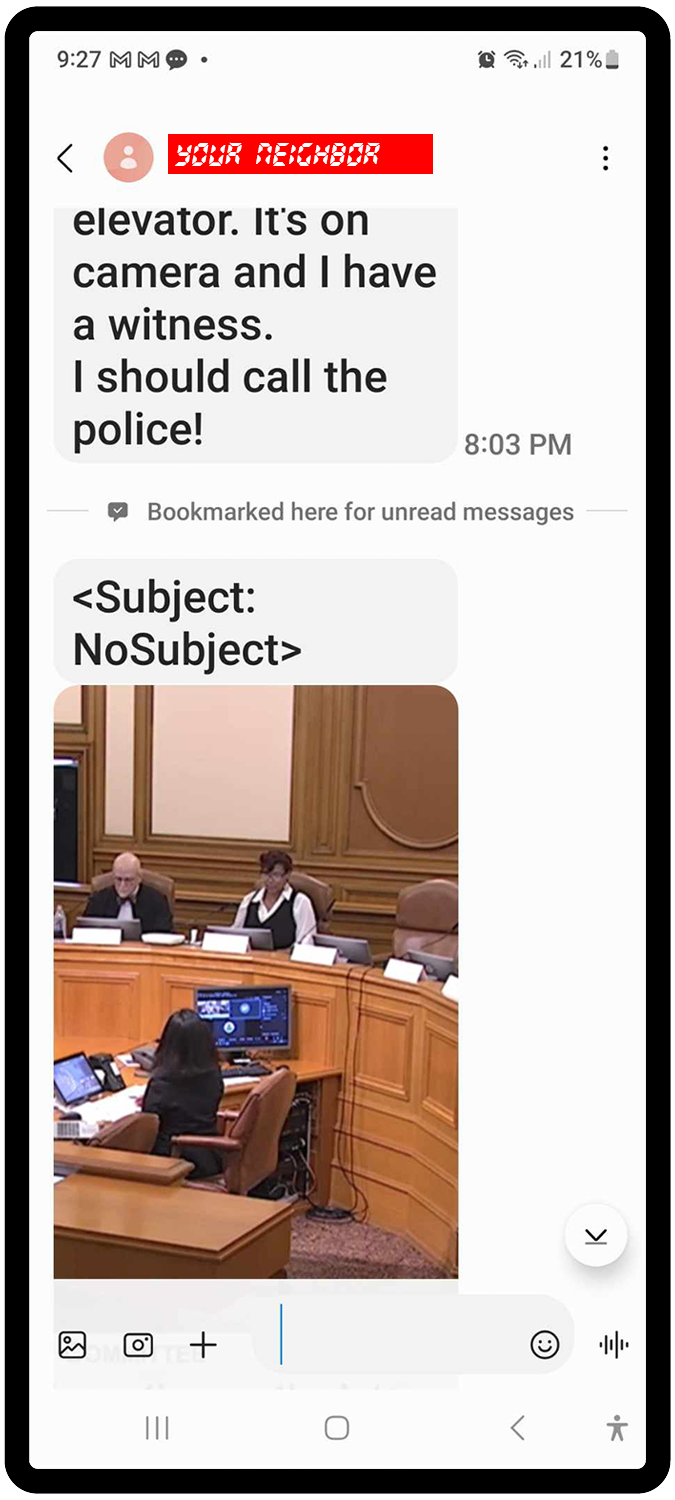 9:27 21%
YOUR NEIGHBOR
elevator. It's on
camera and I have
a witness.
I should call the
police!
8:03 PM
Bookmarked here for unread messages
<Subject:
NoSubject>
COMMITTEE